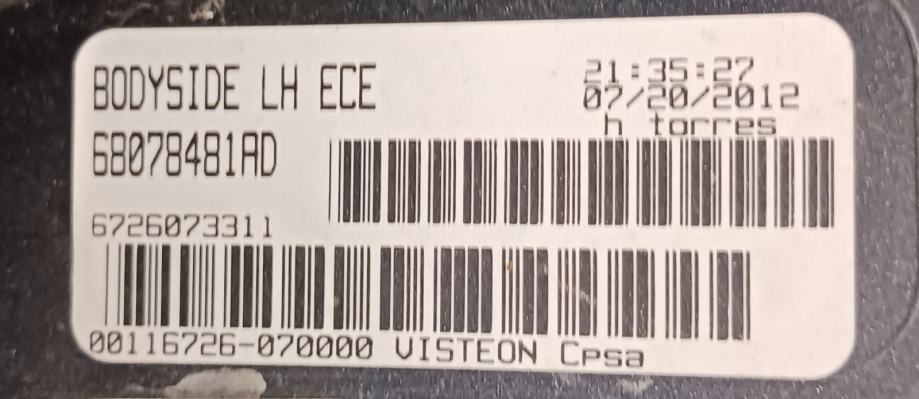 BODYSIDE LH ECE
21:35:27
07/20/2012
h torres
68078481AD
6726073311
00116726-070000 VISTEON Cpsa